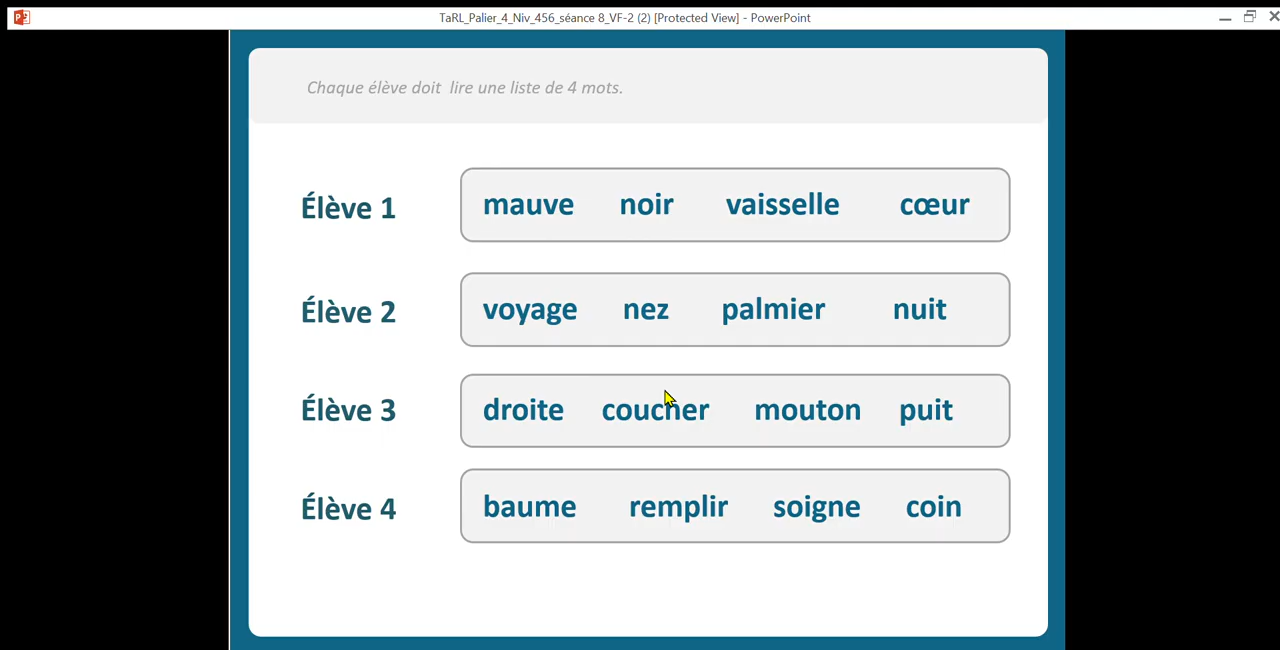 TaRL_Palier_4_Niv_456_séance 8_VF-2 (2) [Protected View] - PowerPoint
Chaque élève doit lire une liste de 4 mots.
Élève 1 mauve noir vaisselle cœur
Élève 2 voyage nez palmier nuit
Élève 3 droite coucher mouton puit
Élève 4 baume remplir soigne coin